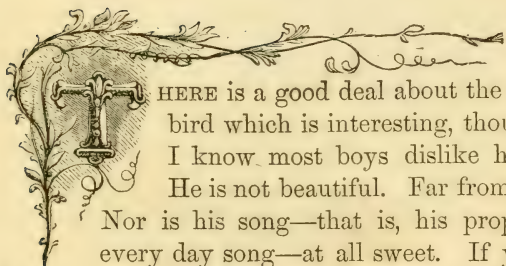 THERE is a good deal about the
bird which is interesting, thou
I know most boys dislike h
He is not beautiful. Far from
Nor is his song—that is, his prop
every day song—at all sweet. If y